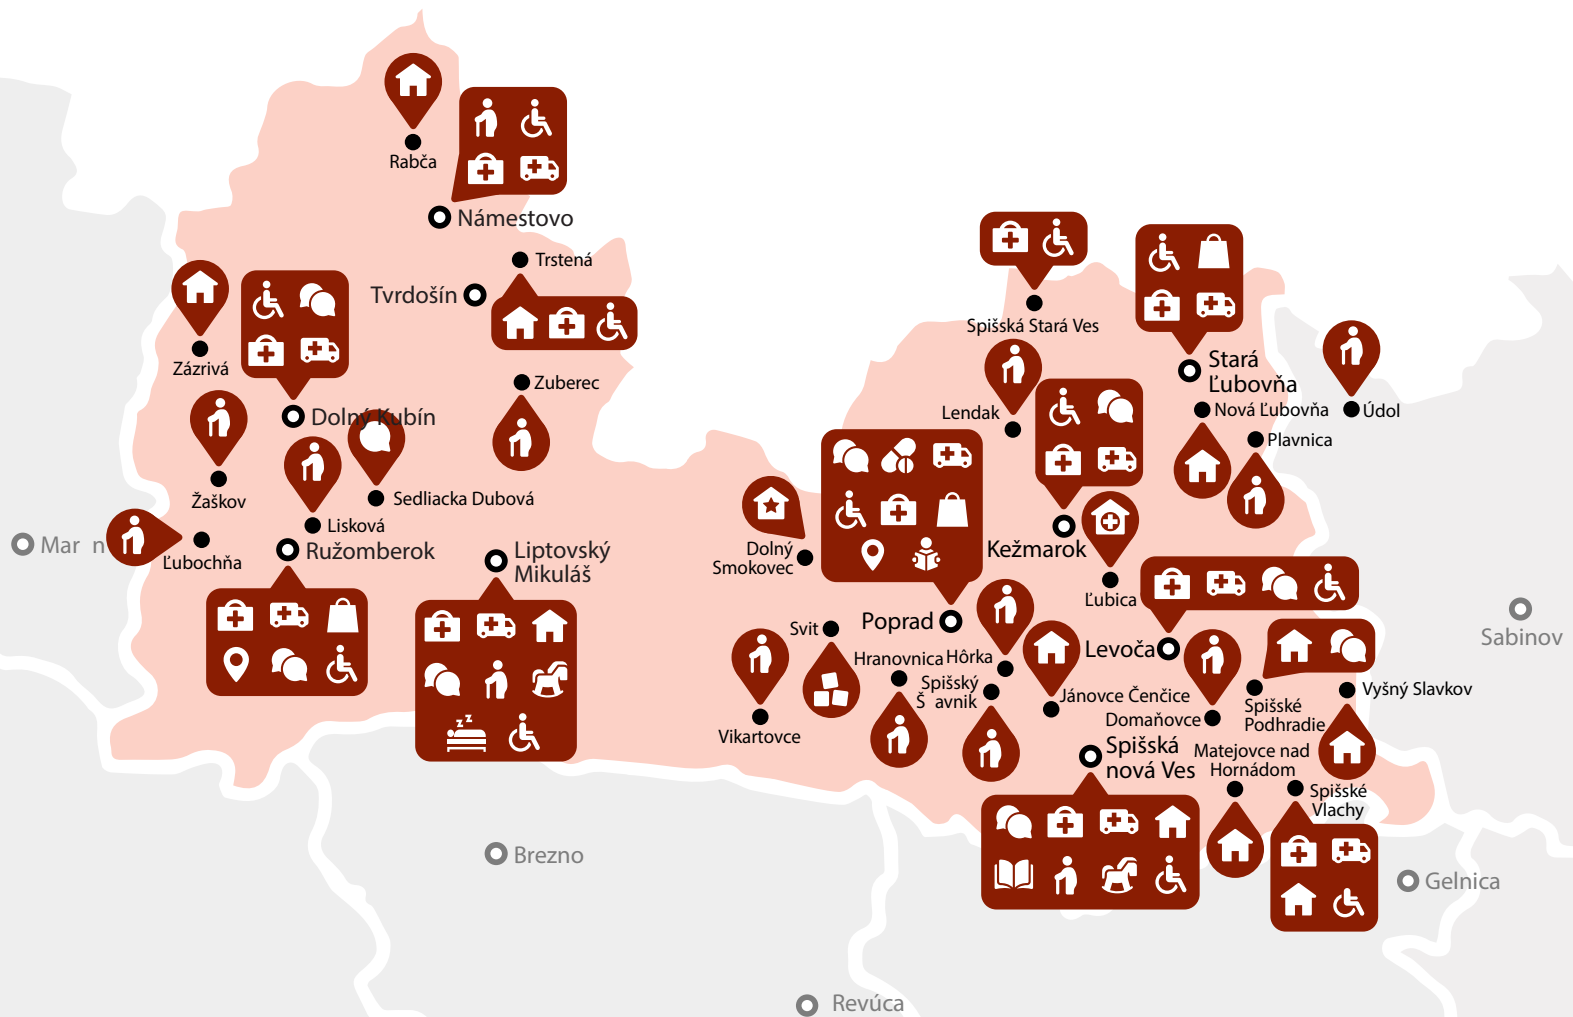 Rabča
Námestovo
Trstená
Tvrdošín
Zázrivá
Zuberec
Dolný Kubín
Žaškov
Sedliacka Dubová
Lisková
Mar n
Ľubochňa
Ružomberok
Liptovský
Mikuláš
Spišská Stará Ves
Stará
Ľubovňa
Lendak
Nová Ľubovňa
Údol
Plavnica
Dolný
Smokovec
Kežmarok
Ľubica
Svit
Poprad
Levoča
Sabinov
Hranovnica
Hôrka
Spišský
Š avnik
Jánovce Čenčice
Domaňovce
Spišské
Podhradie
Vyšný Slavkov
Vikartovce
Spišská
nová Ves
Matejovce nad
Hornádom
Spišské
Vlachy
z z z
Brezno
Gelnica
Revúca